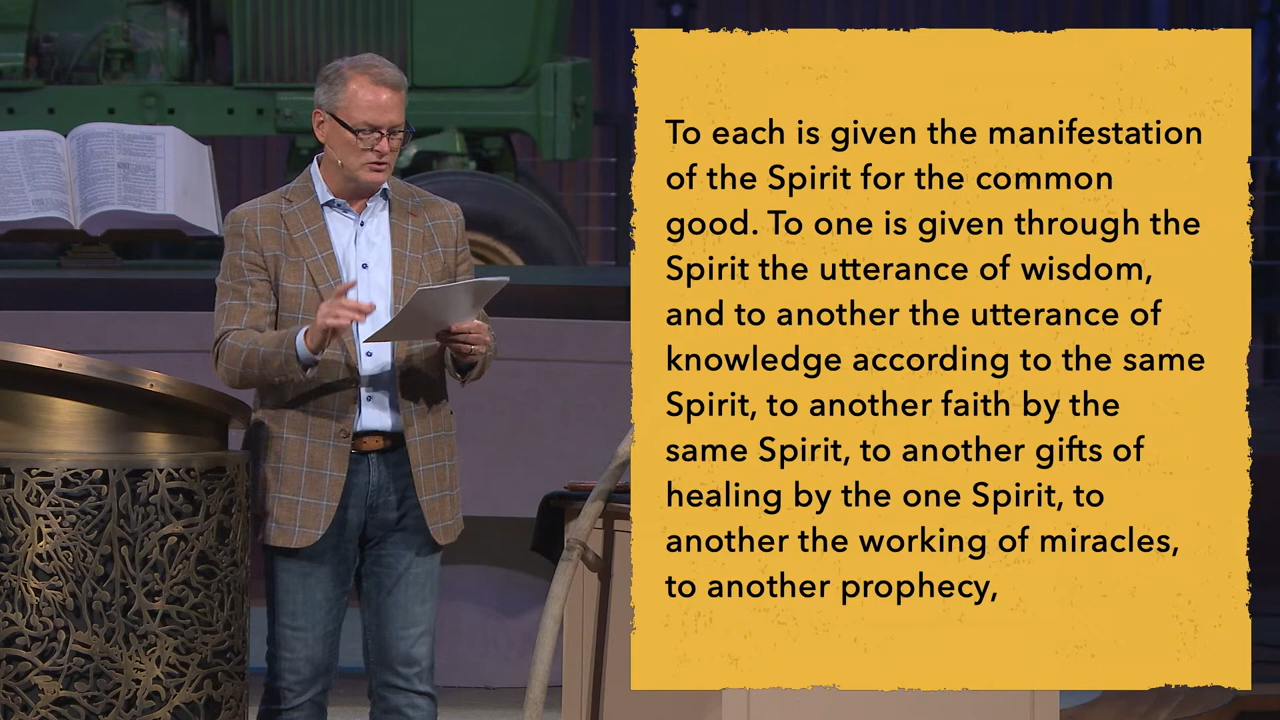 To each is given the manifestation
of the Spirit for the common
good. To one is given through the
Spirit the utterance of wisdom,
and to another the utterance of
knowledge according to the same
Spirit, to another faith by the
same Spirit, to another gifts of
healing by the one Spirit, to
another the working of miracles,
to another prophecy,